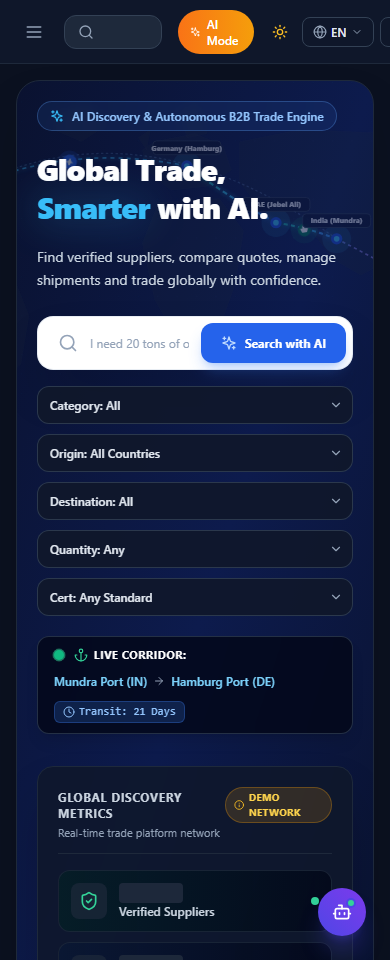 AI
Mode
EN
AI Discovery & Autonomous B2B Trade Engine
Germany (Hamburg)
Global Trade,
Smarter with AI.
(Jebel Ali)
India (Mundra)
Find verified suppliers, compare quotes, manage
shipments and trade globally with confidence.
I need 20 tons of o
Search with AI
Category: All
Origin: All Countries
Destination: All
Quantity: Any
Cert: Any Standard
LIVE CORRIDOR:
Mundra Port (IN) → Hamburg Port (DE)
Transit: 21 Days
GLOBAL DISCOVERY
METRICS
DEMO
NETWORK
Real-time trade platform network
Verified Suppliers